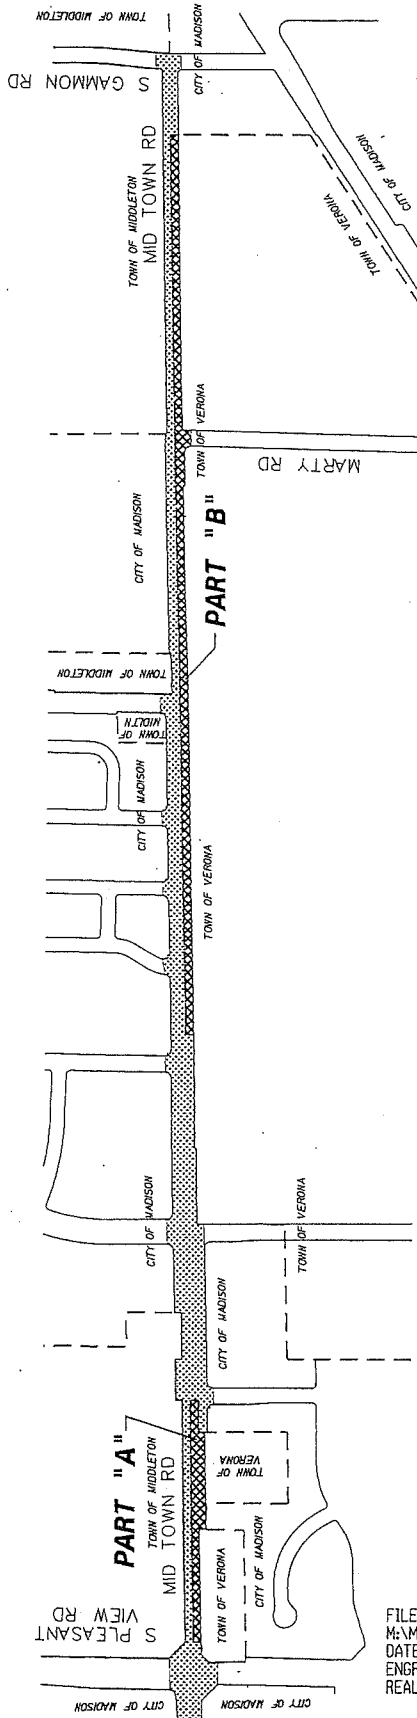 TOWN OF MIDDLETON
CITY OF MADISON
S GAMMON RD
CITY OF MADISON
TOWN OF VERONA
TOWN OF MIDDLETON
MID TOWN RD
TOWN OF VERONA
MARTY RD
CITY OF MADISON
PART "B"
TOWN OF MIDDLETON
TOWN OF
MIDLT'N
CITY OF MADISON
TOWN OF VERONA
CITY OF MADISON
TOWN OF VERONA
CITY OF MADISON
PART "A"
TOWN OF MIDDLETON
MID TOWN RD
TOWN OF
VERONA
CITY OF MADISON
TOWN OF VERONA
S PLEASANT
VIEW RD
CITY OF MADISON
CITY OF MADISON
FILE
M:\M
DATE
ENGR
REAL